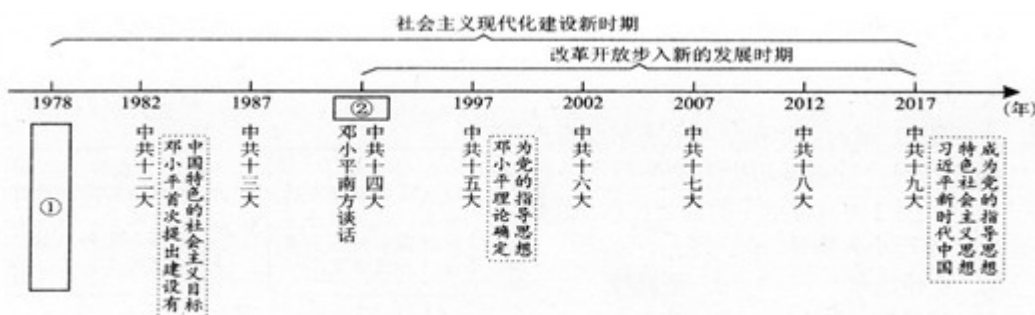 社会主义现代化建设新时期
改革开放步入新的发展时期
1978 1982 1987 ② 1997 2002 2007 2012 2017 (年)
①
中共十二大
邓小平首次提出建设有
中国特色的社会主义目标
中共十三大
邓小平南方谈话
中共十四大
中共十五大
邓小平理论确定
为党的指导思想
中共十六大
中共十七大
中共十八大
中共十九大
习近平新时代中国
特色社会主义思想
成为党的指导思想